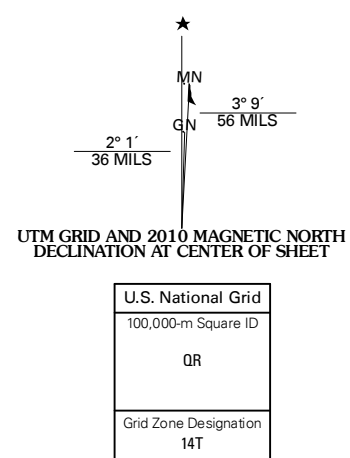 ★
MN
3° 9´
56 MILS
GN
2° 1´
36 MILS
UTM GRID AND 2010 MAGNETIC NORTH
DECLINATION AT CENTER OF SHEET
U.S. National Grid
100,000-m Square ID
QR
Grid Zone Designation
14T